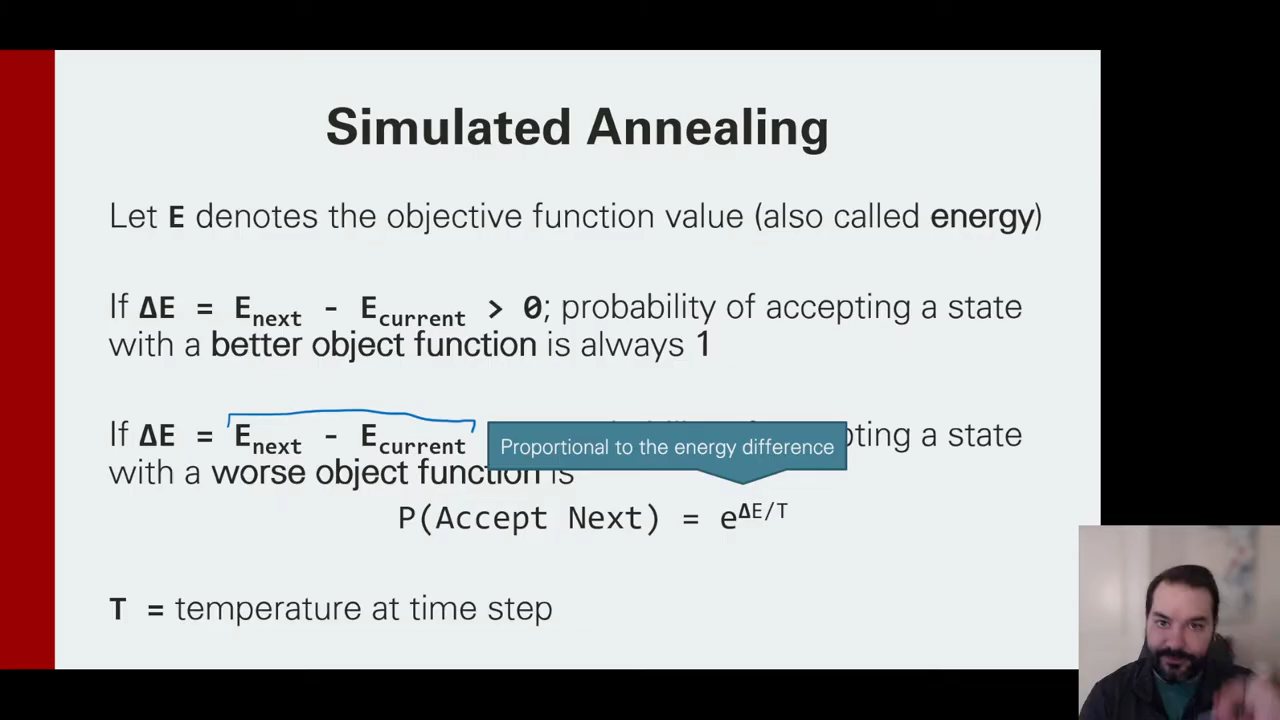 Simulated Annealing
Let E denotes the objective function value (also called energy)
If ΔE = Enext - Ecurrent > 0; probability of accepting a state
with a better object function is always 1
If ΔE = Enext - Ecurrent
Proportional to the energy difference
a state
with a worse object function is
P(Accept Next) = e^ΔE/T
T = temperature at time step